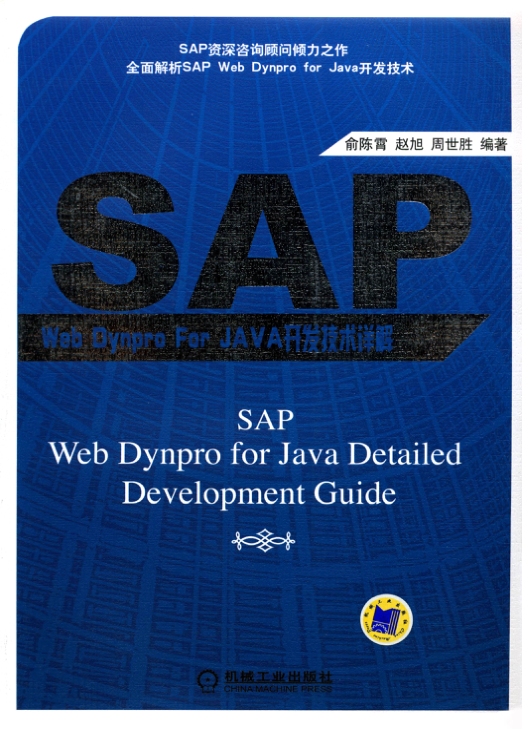 SAP资深咨询顾问倾力之作
全面解析SAP Web Dynpro for Java开发技术
俞陈霄 赵旭 周世胜 编著
SAP
Web Dynpro For JAVA开发技术详解
SAP
Web Dynpro for Java Detailed
Development Guide
机械工业出版社
CHINA MACHINE PRESS